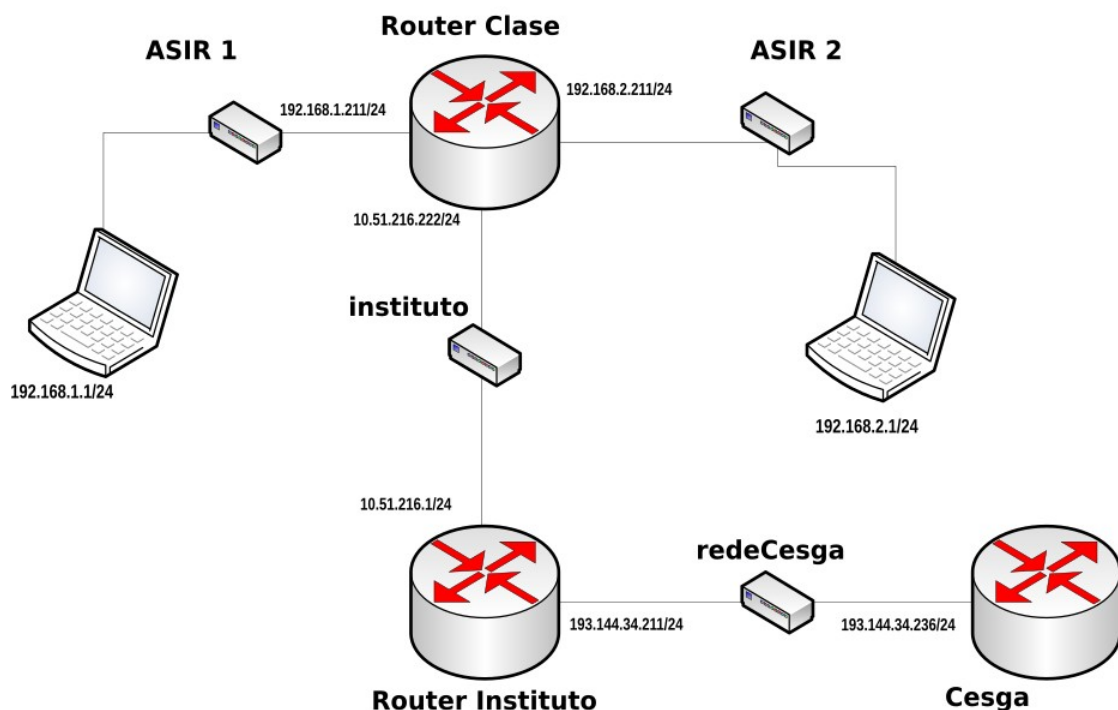 Router Clase
ASIR 1
ASIR 2
192.168.1.211/24
192.168.2.211/24
10.51.216.222/24
instituto
192.168.1.1/24
192.168.2.1/24
10.51.216.1/24
redeCesga
193.144.34.211/24
193.144.34.236/24
Router Instituto
Cesga